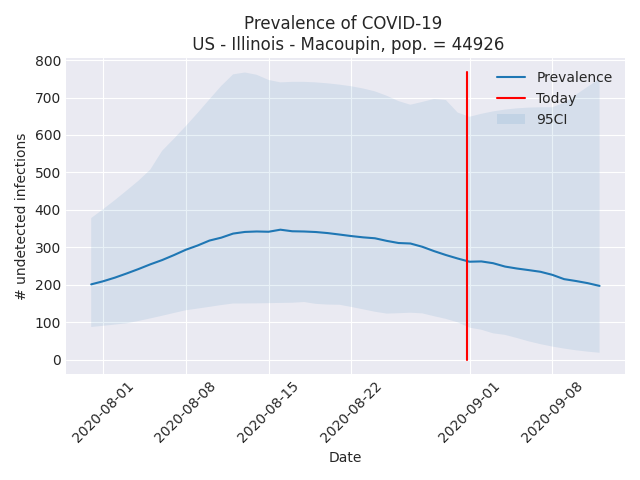 Prevalence of COVID-19
US - Illinois - Macoupin, pop. = 44926
800
700
600
500
400
300
200
100
0
# undetected infections
Prevalence
Today
95CI
2020-08-01
2020-08-08
2020-08-15
2020-08-22
2020-09-01
2020-09-08
Date